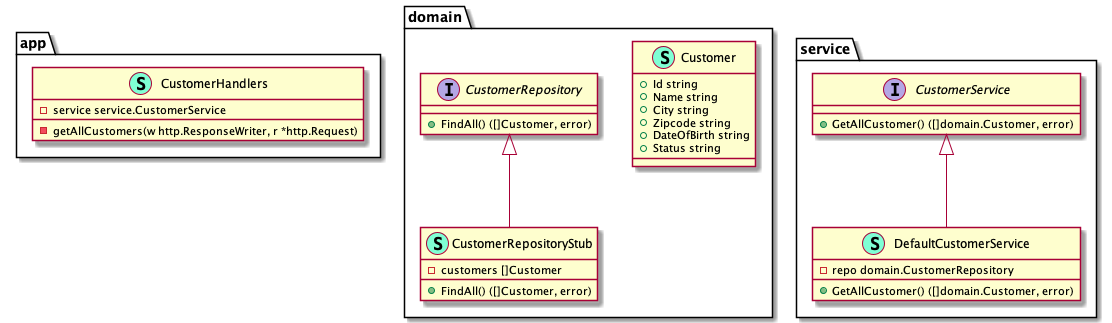 app
S CustomerHandlers
service service.CustomerService
getAllCustomers(w http.ResponseWriter, r *http.Request)
domain
I CustomerRepository
FindAll() ([]Customer, error)
S Customer
Id string
Name string
City string
Zipcode string
DateOfBirth string
Status string
S CustomerRepositoryStub
customers []Customer
FindAll() ([]Customer, error)
service
I CustomerService
GetAllCustomer() ([]domain.Customer, error)
S DefaultCustomerService
repo domain.CustomerRepository
GetAllCustomer() ([]domain.Customer, error)